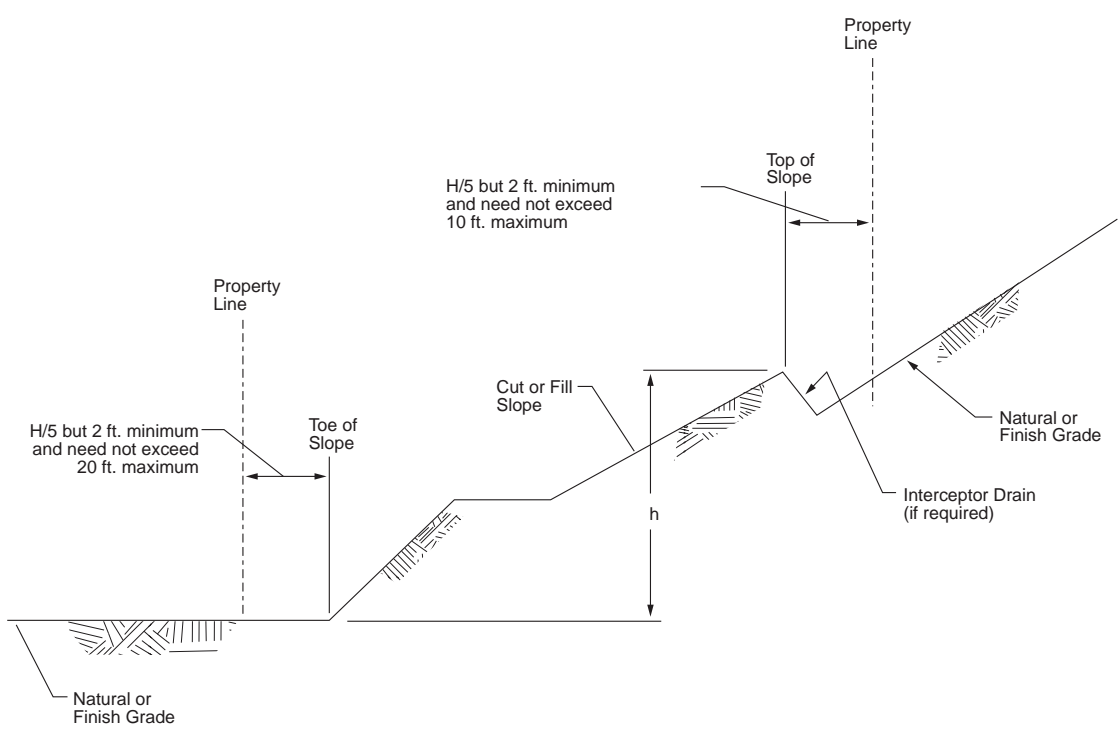 Property
Line
Top of
Slope
H/5 but 2 ft. minimum
and need not exceed
10 ft. maximum
Property
Line
Cut or Fill
Slope
Toe of
Slope
H/5 but 2 ft. minimum
and need not exceed
20 ft. maximum
Natural or
Finish Grade
Interceptor Drain
(if required)
h
Natural or
Finish Grade